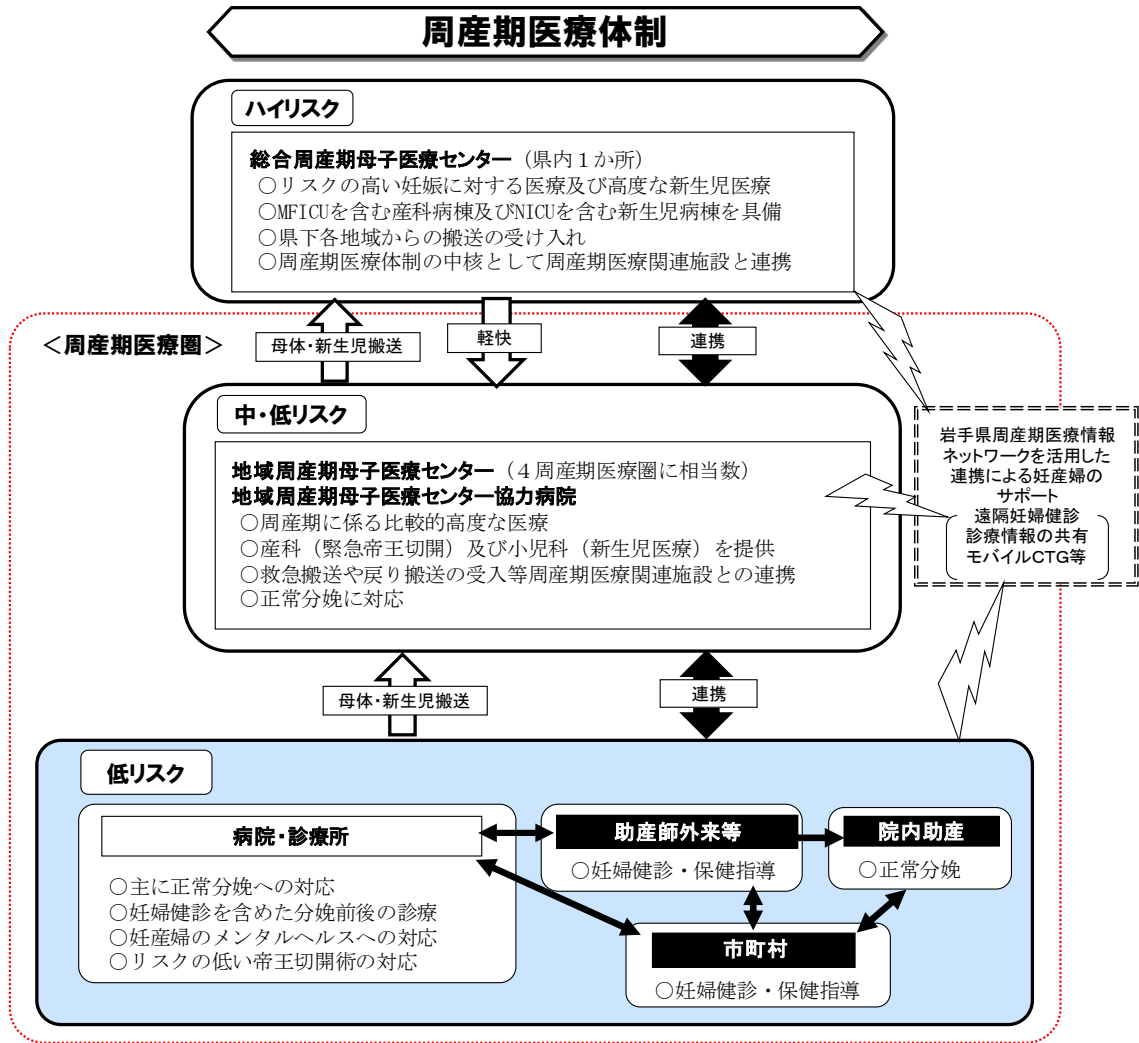 周産期医療体制
ハイリスク
総合周産期母子医療センター（県内１か所）
○リスクの高い妊娠に対する医療及び高度な新生児医療
○MFICUを含む産科病棟及びNICUを含む新生児病棟を具備
○県下各地域からの搬送の受け入れ
○周産期医療体制の中核として周産期医療関連施設と連携
＜周産期医療圏＞
母体・新生児搬送
軽快
連携
中・低リスク
地域周産期母子医療センター（４周産期医療圏に相当数）
地域周産期母子医療センター協力病院
○周産期に係る比較的高度な医療
○産科（緊急帝王切開）及び小児科（新生児医療）を提供
○救急搬送や戻り搬送の受入等周産期医療関連施設との連携
○正常分娩に対応
岩手県周産期医療情報
ネットワークを活用した
連携による妊産婦の
サポート
遠隔妊婦健診
診療情報の共有
モバイルCTG等
母体・新生児搬送
連携
低リスク
病院・診療所
○主に正常分娩への対応
○妊婦健診を含めた分娩前後の診療
○妊産婦のメンタルヘルスへの対応
○リスクの低い帝王切開術の対応
助産師外来等
○妊婦健診・保健指導
院内助産
○正常分娩
市町村
○妊婦健診・保健指導